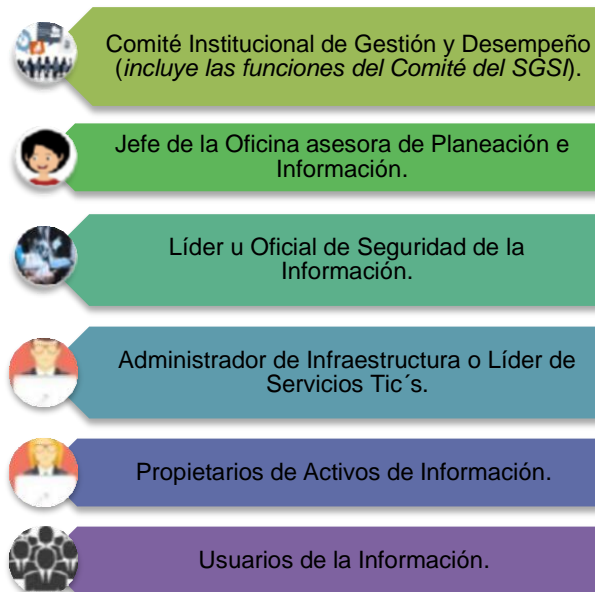 Comité Institucional de Gestión y Desempeño
(incluye las funciones del Comité del SGSI).
Jefe de la Oficina asesora de Planeación e
Información.
Líder u Oficial de Seguridad de la
Información.
Administrador de Infraestructura o Líder de
Servicios Tic´s.
Propietarios de Activos de Información.
Usuarios de la Información.